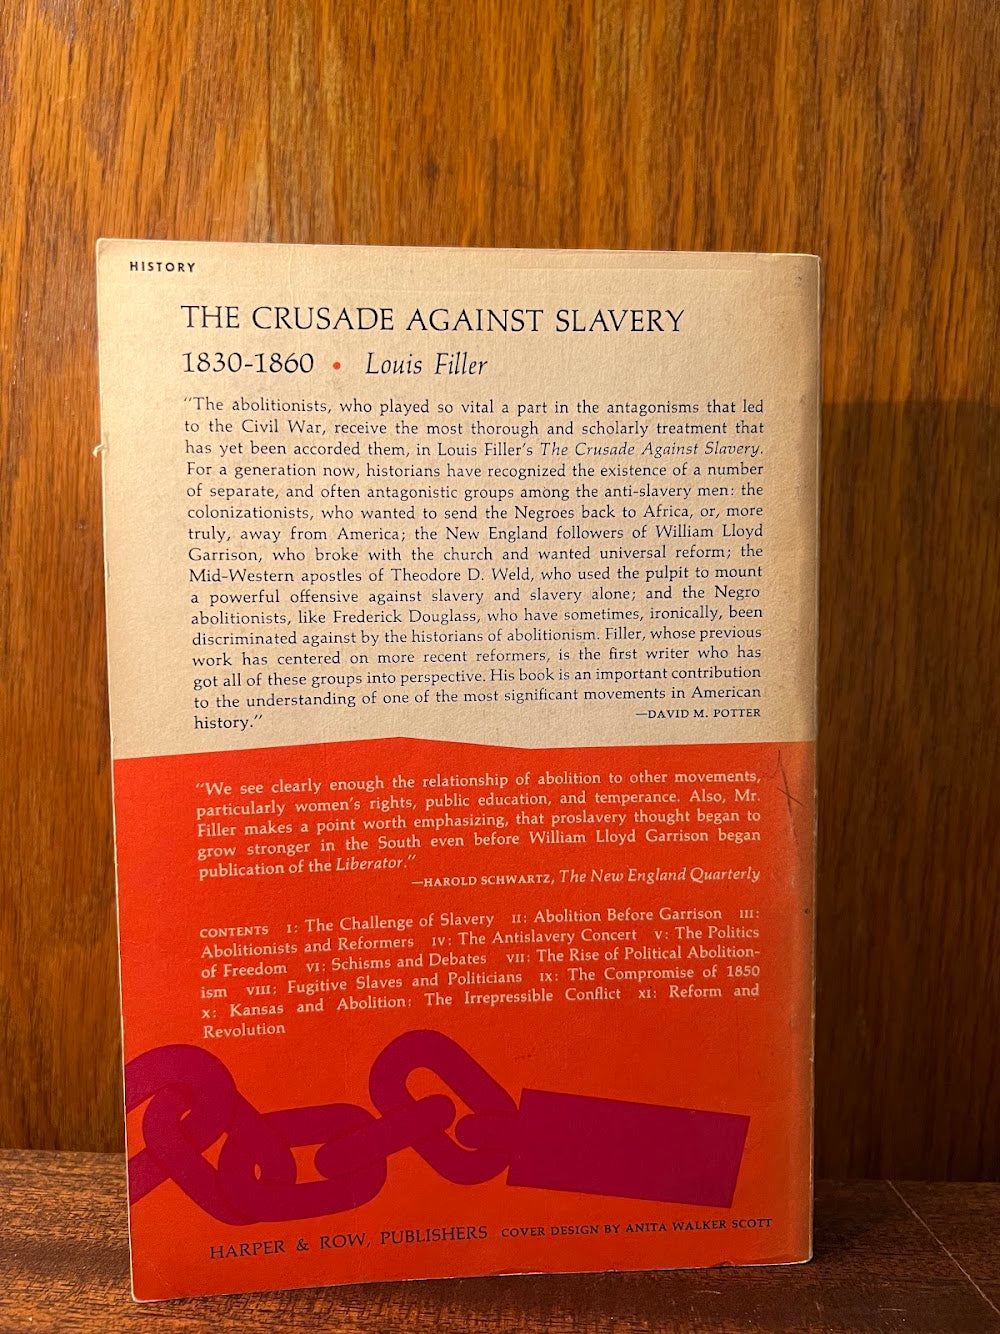 HISTORY
THE CRUSADE AGAINST SLAVERY
1830-1860 • Louis Filler
“The abolitionists, who played so vital a part in the antagonisms that led
to the Civil War, receive the most thorough and scholarly treatment that
has yet been accorded them, in Louis Filler’s The Crusade Against Slavery.
For a generation now, historians have recognized the existence of a number
of separate, and often antagonistic groups among the anti-slavery men: the
colonizationists, who wanted to send the Negroes back to Africa, or, more
truly, away from America; the New England followers of William Lloyd
Garrison, who broke with the church and wanted universal reform; the
Mid-Western apostles of Theodore D. Weld, who used the pulpit to mount
a powerful offensive against slavery and slavery alone; and the Negro
abolitionists, like Frederick Douglass, who have sometimes, ironically, been
discriminated against by the historians of abolitionism. Filler, whose previous
work has centered on more recent reformers, is the first writer who has
got all of these groups into perspective. His book is an important contribution
to the understanding of one of the most significant movements in American
history.”
—DAVID M. POTTER
“We see clearly enough the relationship of abolition to other movements,
particularly women’s rights, public education, and temperance. Also, Mr.
Filler makes a point worth emphasizing, that proslavery thought began to
grow stronger in the South even before William Lloyd Garrison began
publication of the Liberator.”
—HAROLD SCHWARTZ, The New England Quarterly
CONTENTS I: The Challenge of Slavery II: Abolition Before Garrison III:
Abolitionists and Reformers IV: The Antislavery Concert V: The Politics
of Freedom VI: Schisms and Debates VII: The Rise of Political Abolition-
ism VIII: Fugitive Slaves and Politicians IX: The Compromise of 1850
X: Kansas and Abolition: The Irrepressible Conflict XI: Reform and
Revolution
HARPER & ROW, PUBLISHERS COVER DESIGN BY ANITA WALKER SCOTT